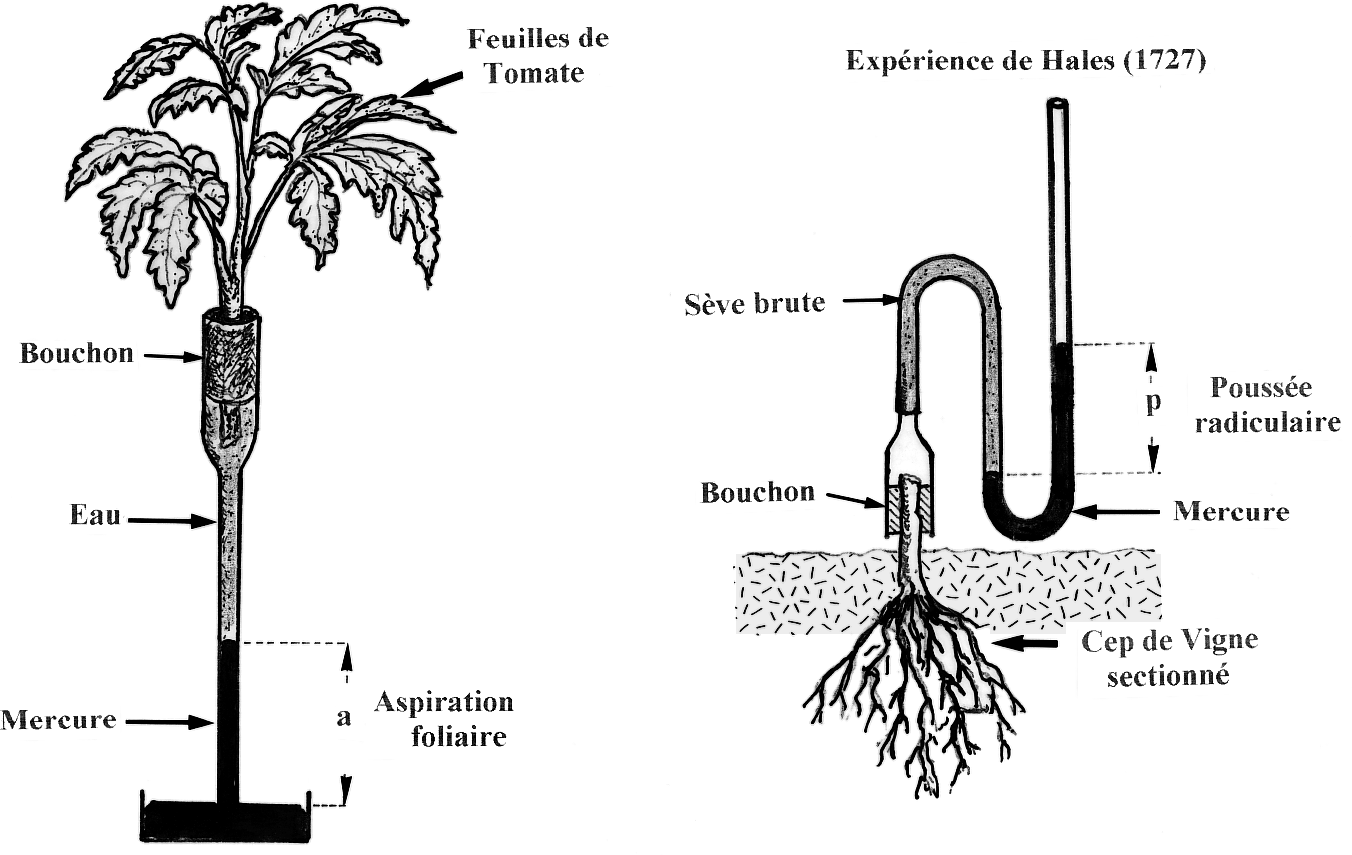 Feuilles de
Tomate
Bouchon
Eau
Mercure
a
Aspiration
foliaire
Expérience de Hales (1727)
Sève brute
p
Poussée
radiculaire
Bouchon
Mercure
Cep de Vigne
sectionné